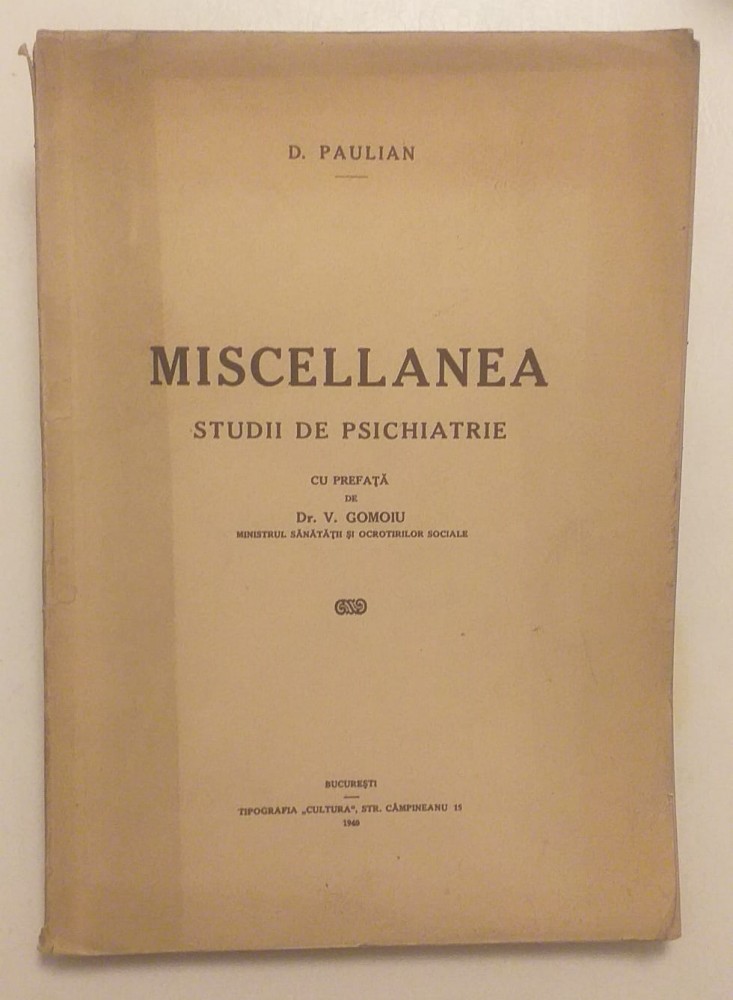 D. PAULIAN
MISCELLANEA
STUDII DE PSICHIATRIE
CU PREFAȚĂ
DE
Dr. V. GOMOIU
MINISTRUL SĂNĂTĂȚII ȘI OCROTIRILOR SOCIALE
BUCUREȘTI
TIPOGRAFIA „CULTURA", STR. CÂMPINEANU 15
1940